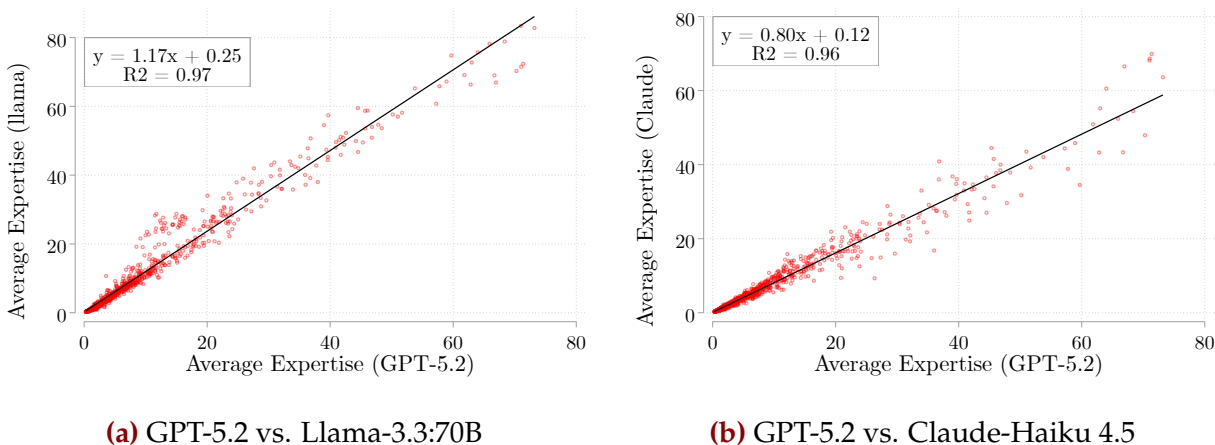 y = 1.17x + 0.25
R2 = 0.97
Average Expertise (llama)
80
60
40
20
0
0 20 40 60 80
Average Expertise (GPT-5.2)
(a) GPT-5.2 vs. Llama-3.3:70B
y = 0.80x + 0.12
R2 = 0.96
Average Expertise (Claude)
80
60
40
20
0
0 20 40 60 80
Average Expertise (GPT-5.2)
(b) GPT-5.2 vs. Claude-Haiku 4.5